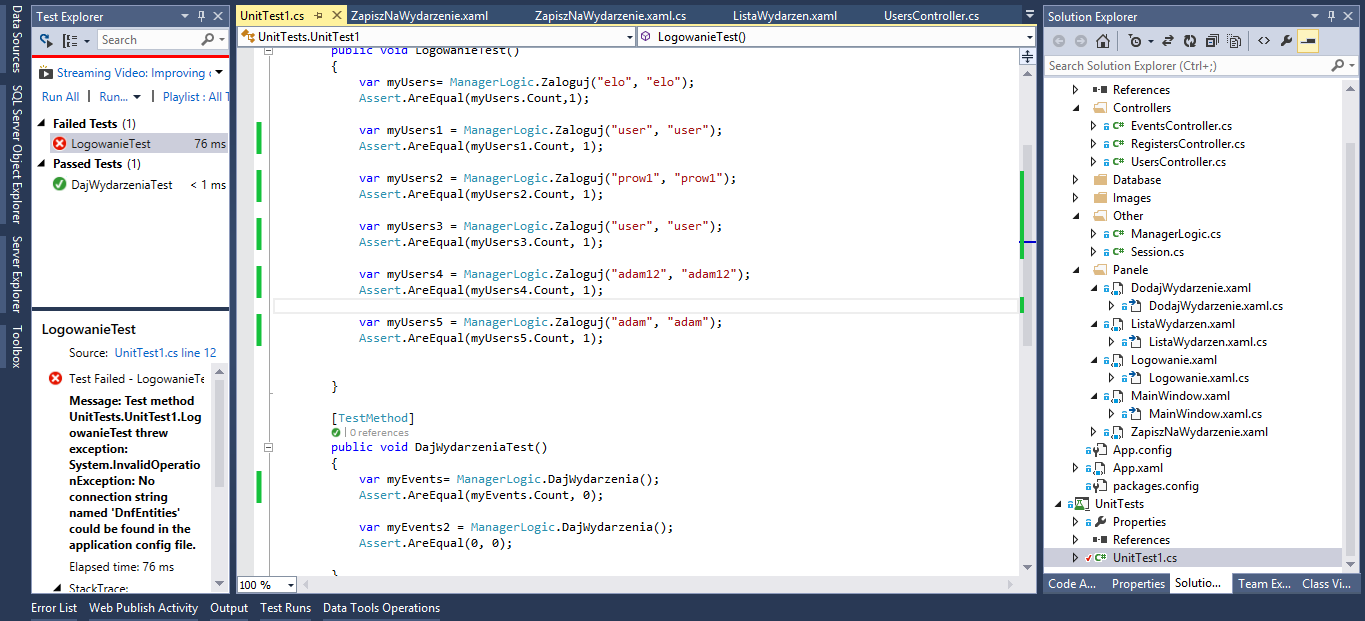 Data Sources
SQL Server Object Explorer
Server Explorer
Toolbox
Test Explorer
Search
Streaming Video: Improving
Run All | Run... | Playlist : All
Failed Tests (1)
LogowanieTest 76 ms
Passed Tests (1)
DajWydarzeniaTest < 1 ms
LogowanieTest
Source: UnitTest1.cs line 12
Test Failed - LogowanieTe
Message: Test method
UnitTests.UnitTest1.Log
owanieTest threw
exception:
System.InvalidOperatio
nException: No
connection string
named 'DnfEntities'
could be found in the
application config file.
Elapsed time: 76 ms
StackTrace:
UnitTest1.cs ZapiszNaWydarzenie.xaml ZapiszNaWydarzenie.xaml.cs ListaWydarzen.xaml UsersController.cs
UnitTests.UnitTest1 LogowanieTest()
public void LogowanieTest()
{
var myUsers= ManagerLogic.Zaloguj("elo", "elo");
Assert.AreEqual(myUsers.Count,1);
var myUsers1 = ManagerLogic.Zaloguj("user", "user");
Assert.AreEqual(myUsers1.Count, 1);
var myUsers2 = ManagerLogic.Zaloguj("prow1", "prow1");
Assert.AreEqual(myUsers2.Count, 1);
var myUsers3 = ManagerLogic.Zaloguj("user", "user");
Assert.AreEqual(myUsers3.Count, 1);
var myUsers4 = ManagerLogic.Zaloguj("adam12", "adam12");
Assert.AreEqual(myUsers4.Count, 1);
var myUsers5 = ManagerLogic.Zaloguj("adam", "adam");
Assert.AreEqual(myUsers5.Count, 1);
}
[TestMethod]
| 0 references
public void DajWydarzeniaTest()
{
var myEvents= ManagerLogic.DajWydarzenia();
Assert.AreEqual(myEvents.Count, 0);
var myEvents2 = ManagerLogic.DajWydarzenia();
Assert.AreEqual(0, 0);
}
100 %
Solution Explorer
Search Solution Explorer (Ctrl+;)
References
Controllers
C# EventsController.cs
C# RegistersController.cs
C# UsersController.cs
Database
Images
Other
C# ManagerLogic.cs
C# Session.cs
Panele
DodajWydarzenie.xaml
DodajWydarzenie.xaml.cs
ListaWydarzen.xaml
ListaWydarzen.xaml.cs
Logowanie.xaml
Logowanie.xaml.cs
MainWindow.xaml
MainWindow.xaml.cs
ZapiszNaWydarzenie.xaml
App.config
App.xaml
packages.config
UnitTests
Properties
References
C# UnitTest1.cs
Code A... Properties Solutio... Team Ex... Class Vi...
Error List Web Publish Activity Output Test Runs Data Tools Operations